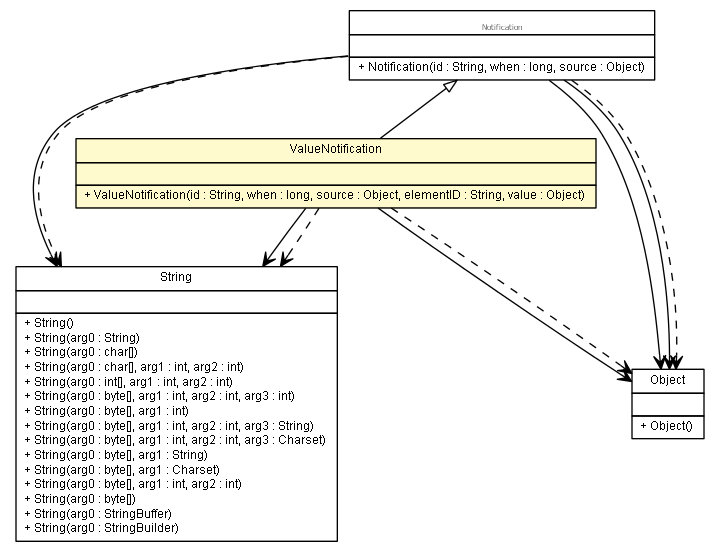 Notification
+ Notification(id : String, when : long, source : Object)
ValueNotification
+ ValueNotification(id : String, when : long, source : Object, elementID : String, value : Object)
String
+ String()
+ String(arg0 : String)
+ String(arg0 : char[])
+ String(arg0 : char[], arg1 : int, arg2 : int)
+ String(arg0 : int[], arg1 : int, arg2 : int)
+ String(arg0 : byte[], arg1 : int, arg2 : int, arg3 : int)
+ String(arg0 : byte[], arg1 : int)
+ String(arg0 : byte[], arg1 : int, arg2 : int, arg3 : String)
+ String(arg0 : byte[], arg1 : int, arg2 : int, arg3 : Charset)
+ String(arg0 : byte[], arg1 : String)
+ String(arg0 : byte[], arg1 : Charset)
+ String(arg0 : byte[], arg1 : int, arg2 : int)
+ String(arg0 : byte[])
+ String(arg0 : StringBuffer)
+ String(arg0 : StringBuilder)
Object
+ Object()